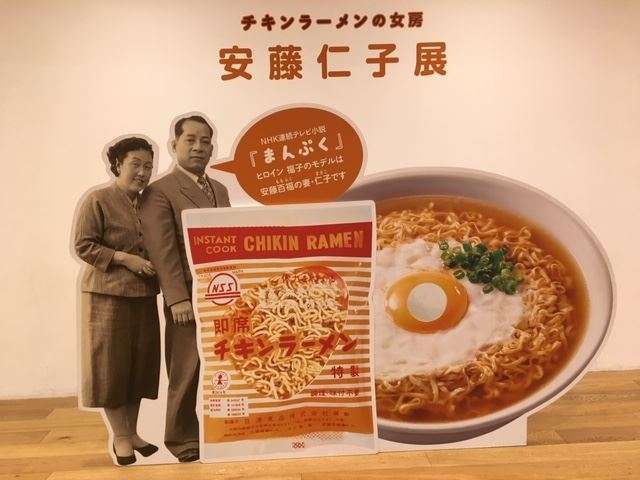 チキンラーメンの女房
安藤仁子展
NHK連続テレビ小説
『まんぷく』
ヒロイン 福子のモデルは
安藤百福の妻・仁子です
INSTANT
COOK
CHIKIN RAMEN
NSS
即席
チキンラーメン
特製